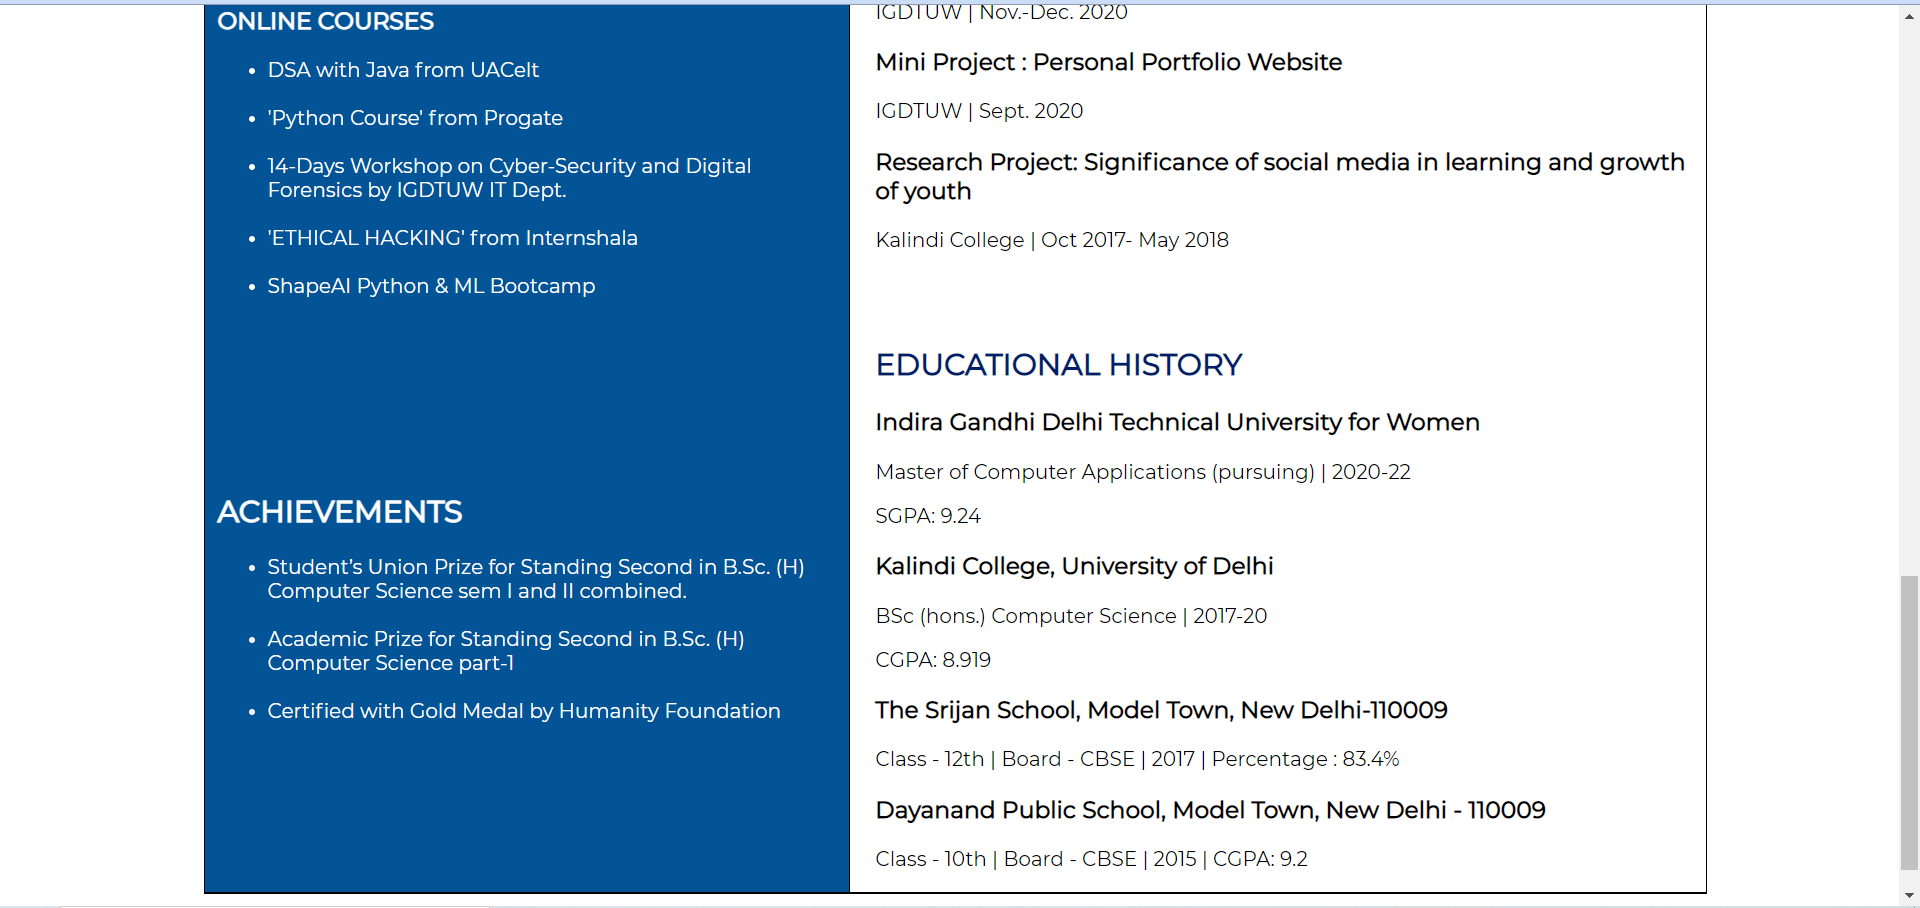 ONLINE COURSES
DSA with Java from UACelt
'Python Course' from Progate
14-Days Workshop on Cyber-Security and Digital
Forensics by IGDTUW IT Dept.
'ETHICAL HACKING' from Internshala
ShapeAI Python & ML Bootcamp
ACHIEVEMENTS
Student’s Union Prize for Standing Second in B.Sc. (H)
Computer Science sem I and II combined.
Academic Prize for Standing Second in B.Sc. (H)
Computer Science part-1
Certified with Gold Medal by Humanity Foundation
IGDTUW | Nov.-Dec. 2020
Mini Project : Personal Portfolio Website
IGDTUW | Sept. 2020
Research Project: Significance of social media in learning and growth
of youth
Kalindi College | Oct 2017- May 2018
EDUCATIONAL HISTORY
Indira Gandhi Delhi Technical University for Women
Master of Computer Applications (pursuing) | 2020-22
SGPA: 9.24
Kalindi College, University of Delhi
BSc (hons.) Computer Science | 2017-20
CGPA: 8.919
The Srijan School, Model Town, New Delhi-110009
Class - 12th | Board - CBSE | 2017 | Percentage : 83.4%
Dayanand Public School, Model Town, New Delhi - 110009
Class - 10th | Board - CBSE | 2015 | CGPA: 9.2